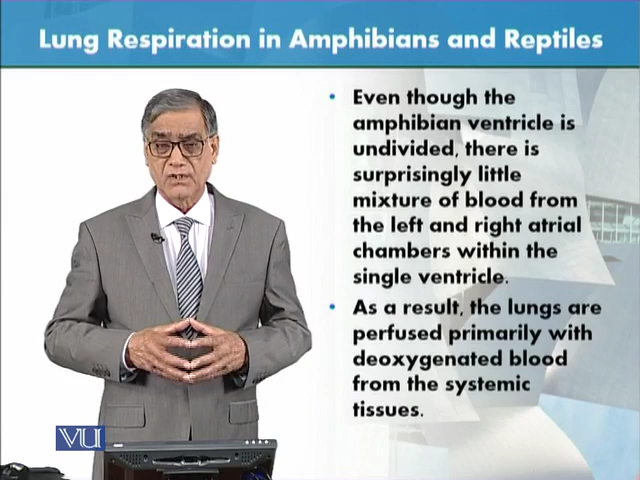 Lung Respiration in Amphibians and Reptiles
• Even though the
amphibian ventricle is
undivided, there is
surprisingly little
mixture of blood from
the left and right atrial
chambers within the
single ventricle.
• As a result, the lungs are
perfused primarily with
deoxygenated blood
from the systemic
tissues.
VU